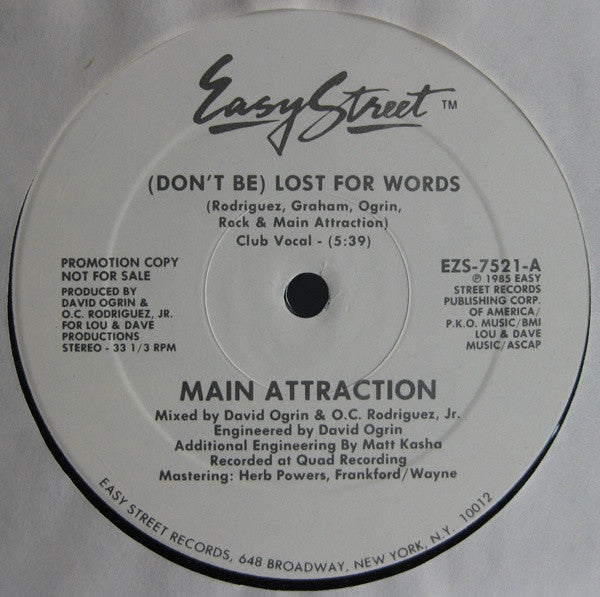 Easy Street ™
(DON'T BE) LOST FOR WORDS
(Rodriguez, Graham, Ogrin,
Rock & Main Attraction)
Club Vocal - (5:39)
PROMOTION COPY
NOT FOR SALE
PRODUCED BY
DAVID OGRIN &
O.C. RODRIGUEZ, JR.
FOR LOU & DAVE
PRODUCTIONS
STEREO - 33 1/3 RPM
EZS-7521-A
℗ 1985 EASY
STREET RECORDS
PUBLISHING CORP.
OF AMERICA/
P.K.O. MUSIC/BMI
LOU & DAVE
MUSIC/ASCAP
MAIN ATTRACTION
Mixed by David Ogrin & O.C. Rodriguez, Jr.
Engineered by David Ogrin
Additional Engineering By Matt Kasha
Recorded at Quad Recording
Mastering: Herb Powers, Frankford/Wayne
EASY STREET RECORDS, 648 BROADWAY, NEW YORK, N.Y. 10012